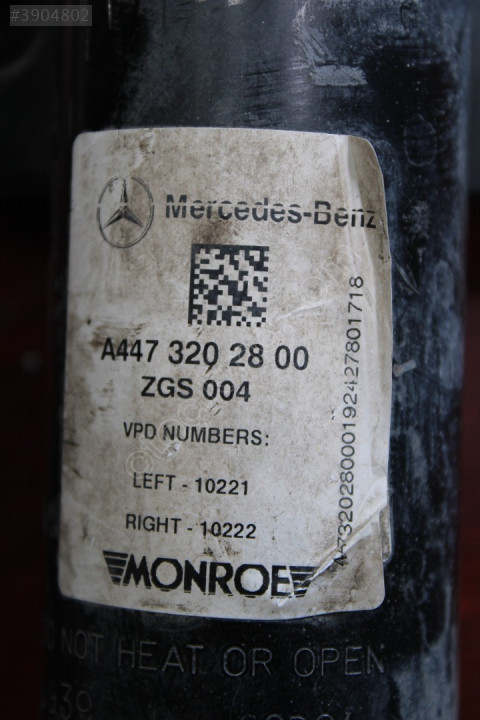 #3904802
Mercedes-Benz
A447 320 28 00
ZGS 004
VPD NUMBERS:
LEFT - 10221
RIGHT - 10222
MONROE
NOT HEAT OR OPEN